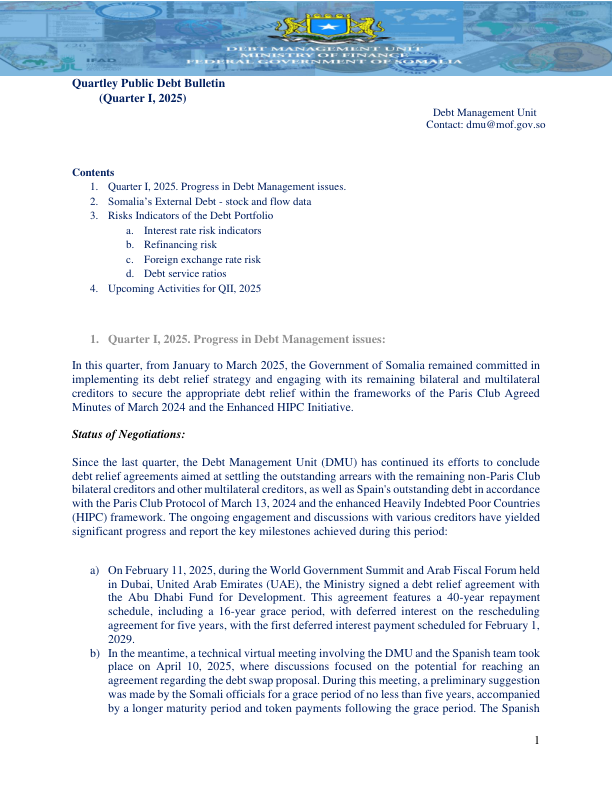 DEBT MANAGEMENT UNIT
MINISTRY OF FINANCE
FEDERAL GOVERNMENT OF SOMALIA
IFAD
Quartley Public Debt Bulletin
(Quarter I, 2025)
Debt Management Unit
Contact: dmu@mof.gov.so
Contents
1. Quarter I, 2025. Progress in Debt Management issues.
2. Somalia's External Debt - stock and flow data
3. Risks Indicators of the Debt Portfolio
a. Interest rate risk indicators
b. Refinancing risk
c. Foreign exchange rate risk
d. Debt service ratios
4. Upcoming Activities for QII, 2025
1. Quarter I, 2025. Progress in Debt Management issues:
In this quarter, from January to March 2025, the Government of Somalia remained committed in
implementing its debt relief strategy and engaging with its remaining bilateral and multilateral
creditors to secure the appropriate debt relief within the frameworks of the Paris Club Agreed
Minutes of March 2024 and the Enhanced HIPC Initiative.
Status of Negotiations:
Since the last quarter, the Debt Management Unit (DMU) has continued its efforts to conclude
debt relief agreements aimed at settling the outstanding arrears with the remaining non-Paris Club
bilateral creditors and other multilateral creditors, as well as Spain's outstanding debt in accordance
with the Paris Club Protocol of March 13, 2024 and the enhanced Heavily Indebted Poor Countries
(HIPC) framework. The ongoing engagement and discussions with various creditors have yielded
significant progress and report the key milestones achieved during this period:
a) On February 11, 2025, during the World Government Summit and Arab Fiscal Forum held
in Dubai, United Arab Emirates (UAE), the Ministry signed a debt relief agreement with
the Abu Dhabi Fund for Development. This agreement features a 40-year repayment
schedule, including a 16-year grace period, with deferred interest on the rescheduling
agreement for five years, with the first deferred interest payment scheduled for February 1,
2029.
b) In the meantime, a technical virtual meeting involving the DMU and the Spanish team took
place on April 10, 2025, where discussions focused on the potential for reaching an
agreement regarding the debt swap proposal. During this meeting, a preliminary suggestion
was made by the Somali officials for a grace period of no less than five years, accompanied
by a longer maturity period and token payments following the grace period. The Spanish
1